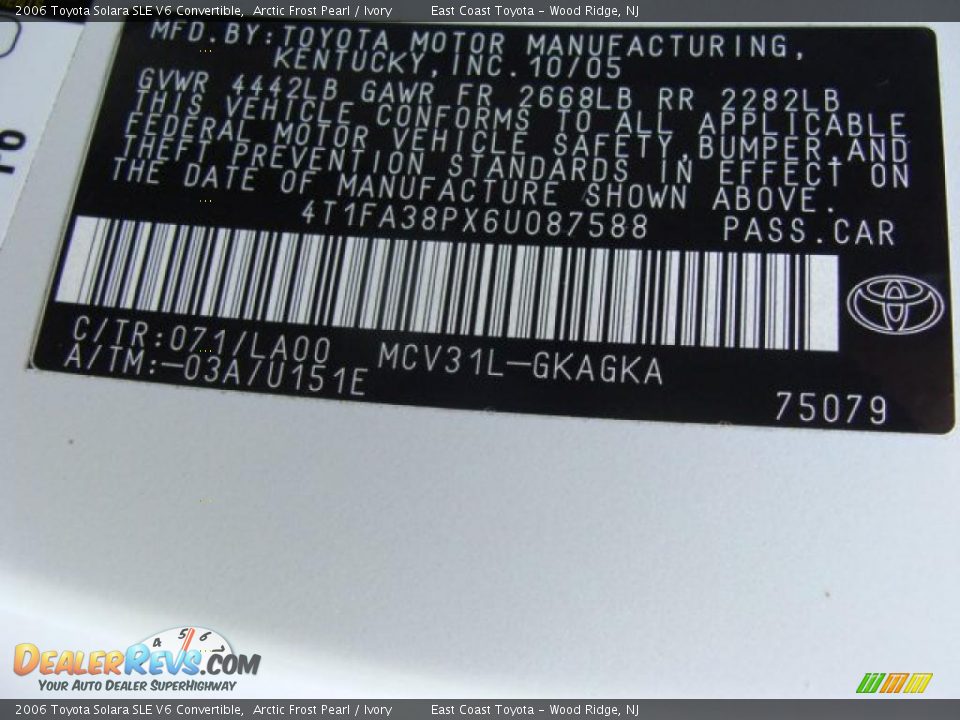 2006 Toyota Solara SLE V6 Convertible, Arctic Frost Pearl / Ivory East Coast Toyota - Wood Ridge, NJ
MFD.BY:TOYOTA MOTOR MANUFACTURING,
KENTUCKY,INC.10/05
GVWR 4442LB GAWR FR 2668LB RR 2282LB
THIS VEHICLE CONFORMS TO ALL APPLICABLE
FEDERAL MOTOR VEHICLE SAFETY,BUMPER,AND
THEFT PREVENTION STANDARDS IN EFFECT ON
THE DATE OF MANUFACTURE SHOWN ABOVE.
4T1FA38PX6U087588 PASS.CAR
C/TR:071/LA00 MCV31L-GKAGKA
A/TM:-03A/U151E
75079
4 5 6
DEALERREVS.COM
YOUR AUTO DEALER SUPERHIGHWAY
2006 Toyota Solara SLE V6 Convertible, Arctic Frost Pearl / Ivory East Coast Toyota - Wood Ridge, NJ